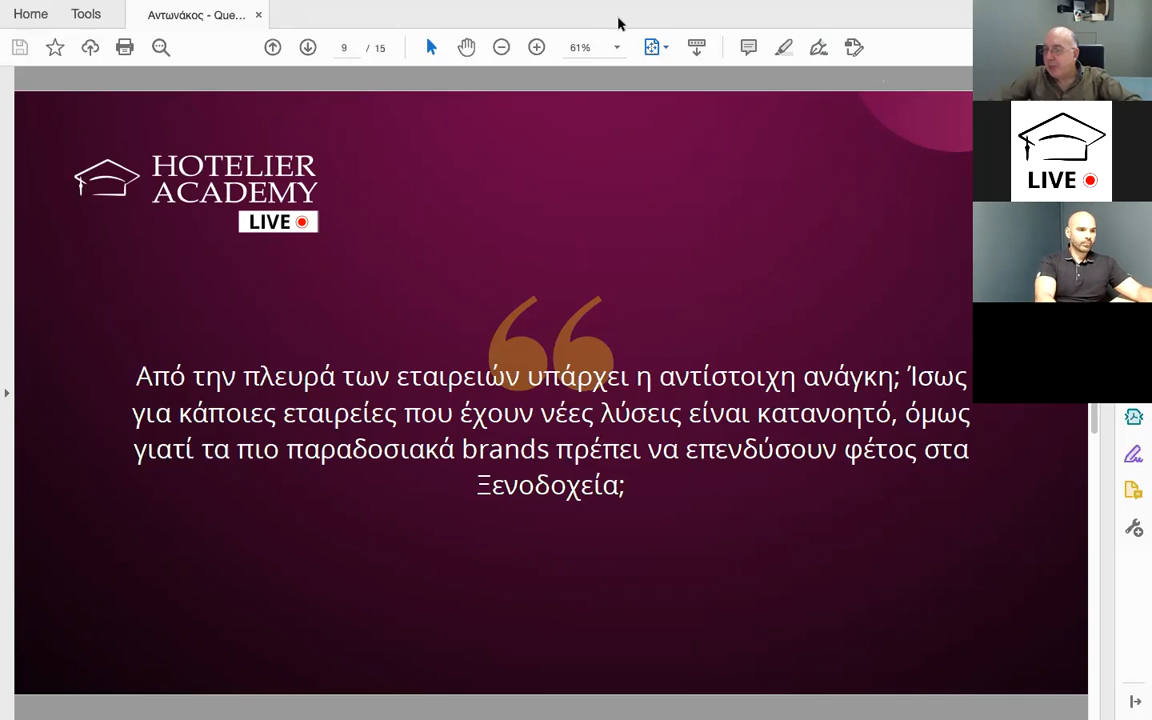 Home
Tools
Αντωνάκος - Que...
×
9 / 15
61%
HOTELIER
ACADEMY
LIVE
LIVE
“
Από την πλευρά των εταιρειών υπάρχει η αντίστοιχη ανάγκη; Ίσως
για κάποιες εταιρείες που έχουν νέες λύσεις είναι κατανοητό, όμως
γιατί τα πιο παραδοσιακά brands πρέπει να επενδύσουν φέτος στα
Ξενοδοχεία;